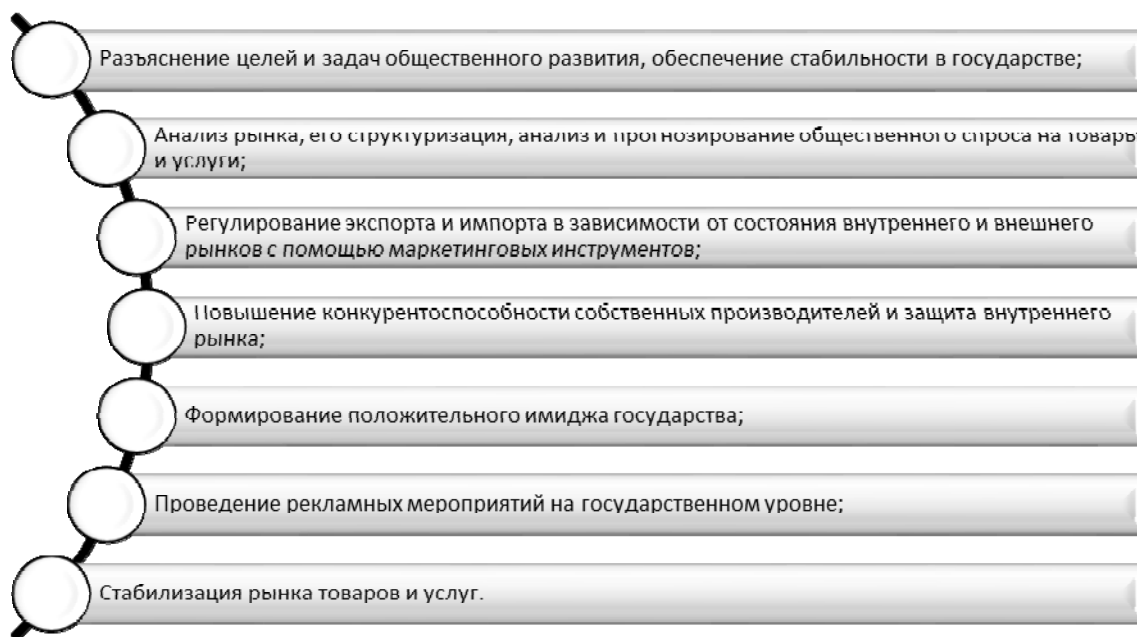 Разъяснение целей и задач общественного развития, обеспечение стабильности в государстве;
Анализ рынка, его структуризация, анализ и прогнозирование общественного спроса на товары
и услуги;
Регулирование экспорта и импорта в зависимости от состояния внутреннего и внешнего
рынков с помощью маркетинговых инструментов;
Повышение конкурентоспособности собственных производителей и защита внутреннего
рынка;
Формирование положительного имиджа государства;
Проведение рекламных мероприятий на государственном уровне;
Стабилизация рынка товаров и услуг.